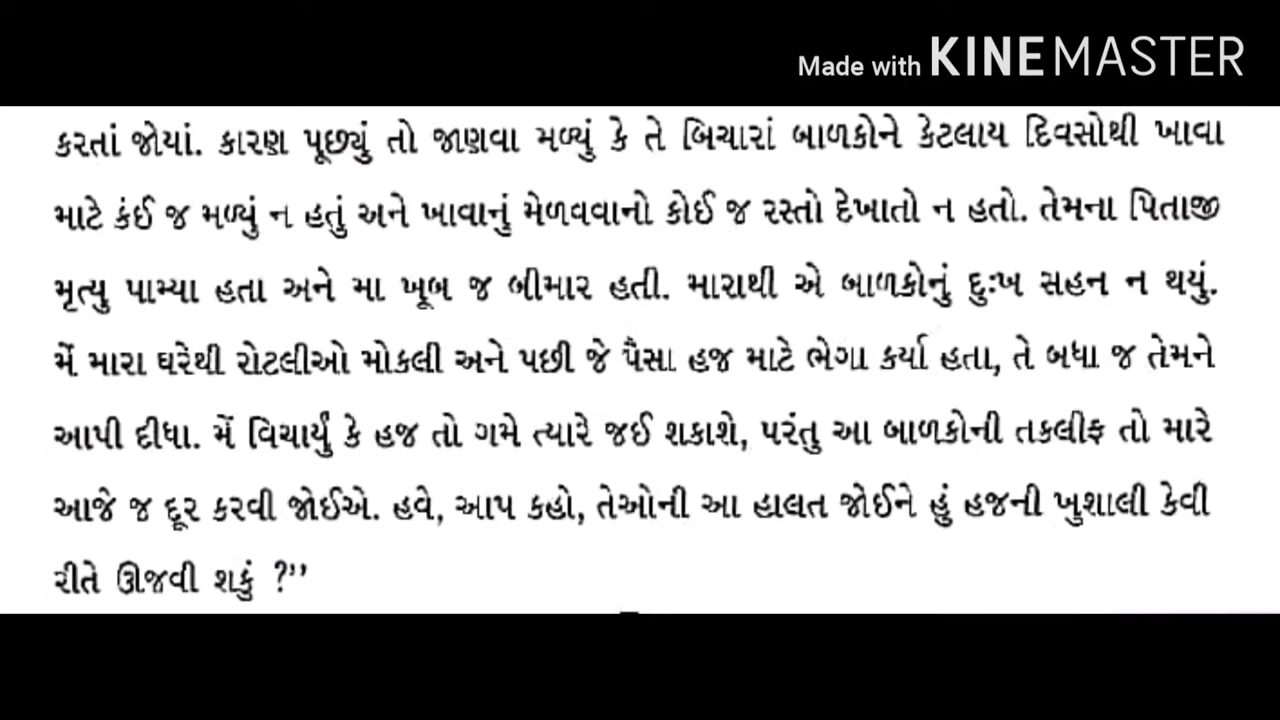 Made with KINEMASTER
કરતાં જોયાં. કારણ પૂછ્યું તો જાણવા મળ્યું કે તે બિચારાં બાળકોને કેટલાય દિવસોથી ખાવા
માટે કંઈ જ મળ્યું ન હતું અને ખાવાનું મેળવવાનો કોઈ જ રસ્તો દેખાતો ન હતો. તેમના પિતાજી
મૃત્યુ પામ્યા હતા અને મા ખૂબ જ બીમાર હતી. મારાથી એ બાળકોનું દુઃખ સહન ન થયું.
મેં મારા ઘરેથી રોટલીઓ મોકલી અને પછી જે પૈસા હજ માટે ભેગા કર્યા હતા, તે બધા જ તેમને
આપી દીધા. મેં વિચાર્યું કે હજ તો ગમે ત્યારે જઈ શકાશે, પરંતુ આ બાળકોની તકલીફ તો મારે
આજે જ દૂર કરવી જોઈએ. હવે, આપ કહો, તેઓની આ હાલત જોઈને હું હજની ખુશાલી કેવી
રીતે ઊજવી શકું ?”